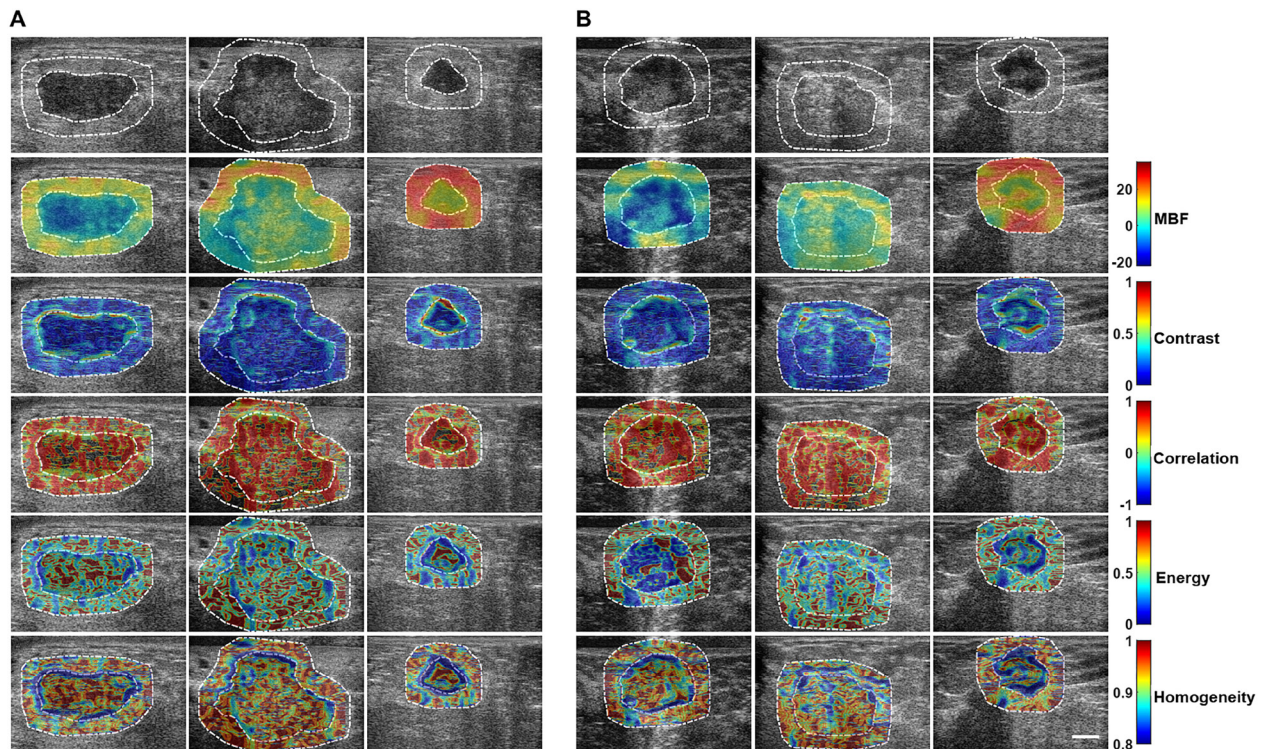 A
B
20
0
-20
MBF
1
0.5
0
Contrast
1
0
-1
Correlation
1
0.5
0
Energy
1
0.9
0.8
Homogeneity